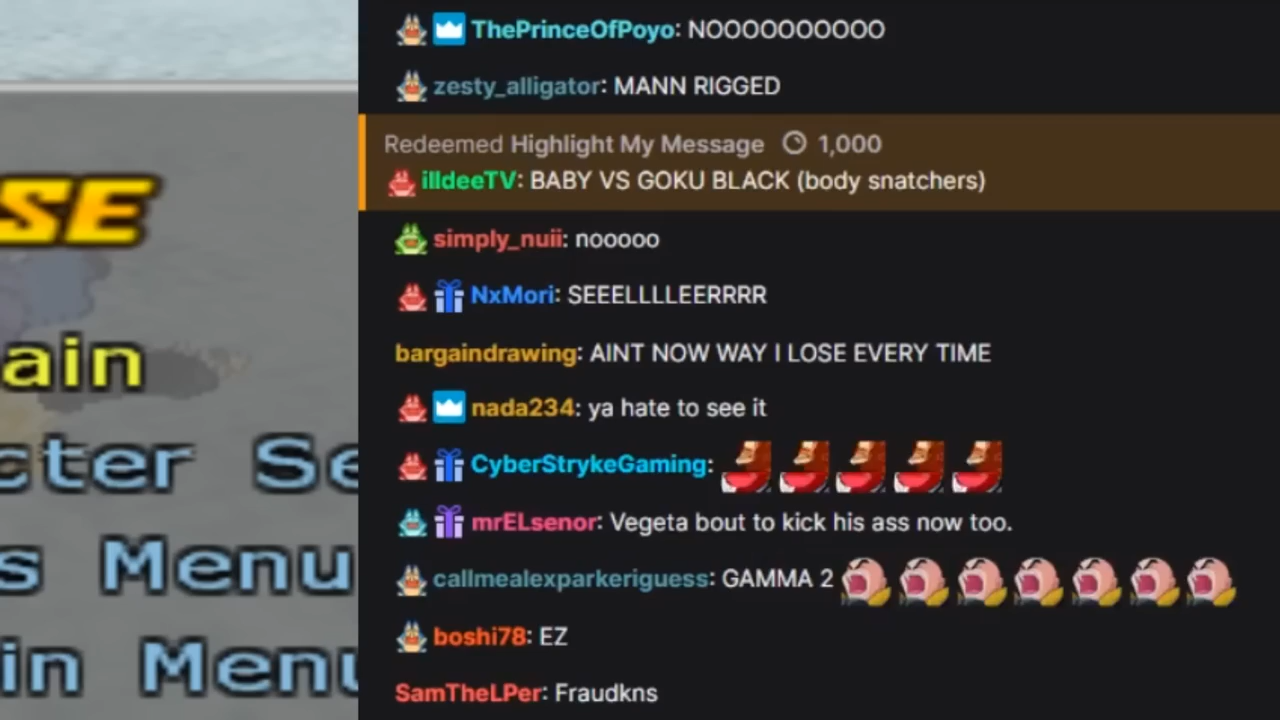 SE
ain
cter Se
s Menu
in Menu
ThePrinceOfPoyo: NOOOOOOOOOO
zesty_alligator: MANN RIGGED
Redeemed Highlight My Message 1,000
illdeeTV: BABY VS GOKU BLACK (body snatchers)
simply_nuii: nooooo
NxMori: SEEELLLLEERRRR
bargaindrawing: AINT NOW WAY I LOSE EVERY TIME
nada234: ya hate to see it
CyberStrykeGaming:
mrELsenor: Vegeta bout to kick his ass now too.
callmealexparkeriguess: GAMMA 2
boshi78: EZ
SamTheLPer: Fraudkns